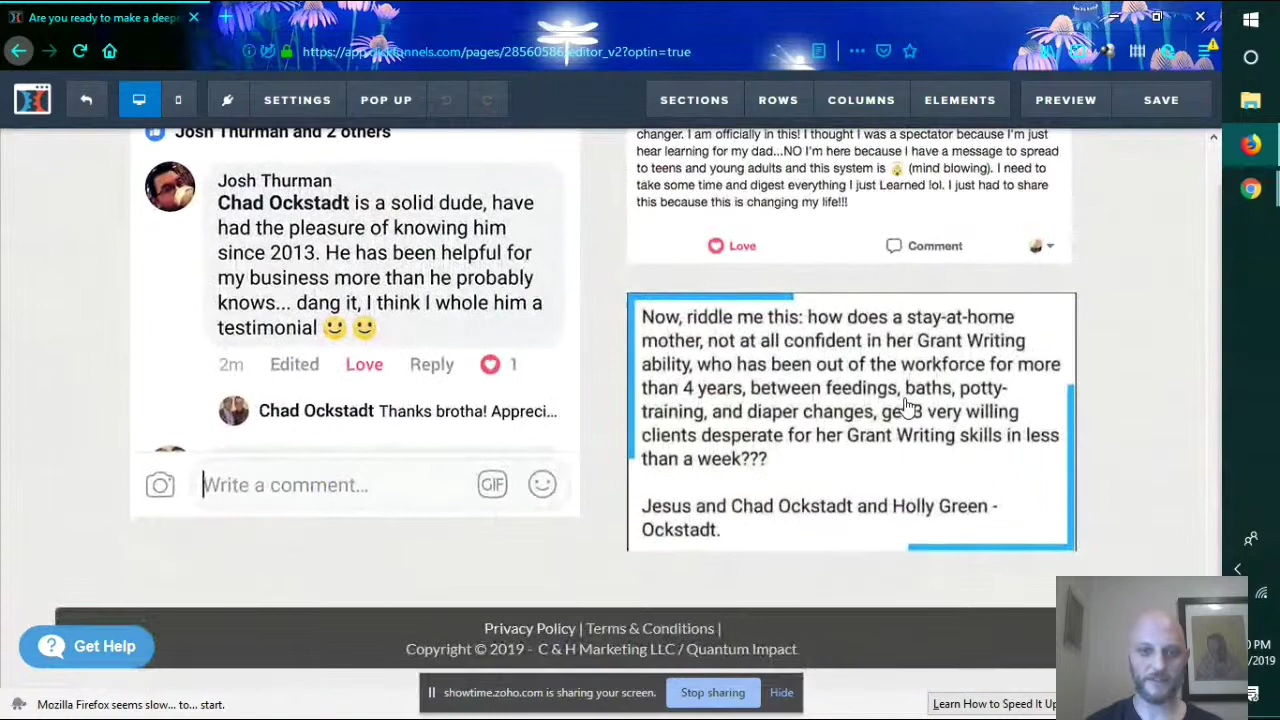 Are you ready to make a deepe
https://app.clickfunnels.com/pages/28560586/editor_v2?optin=true
SETTINGS
POP UP
SECTIONS
ROWS
COLUMNS
ELEMENTS
PREVIEW
SAVE
Josh Thurman and 2 others
Josh Thurman
Chad Ockstadt is a solid dude, have
had the pleasure of knowing him
since 2013. He has been helpful for
my business more than he probably
knows... dang it, I think I whole him a
testimonial
2m Edited Love Reply 1
Chad Ockstadt Thanks brotha! Appreci...
Write a comment...
GIF
changer. I am officially in this! I thought I was a spectator because I'm just
hear learning for my dad...NO I'm here because I have a message to spread
to teens and young adults and this system is (mind blowing). I need to
take some time and digest everything I just Learned lol. I just had to share
this because this is changing my life!!!
Love Comment
Now, riddle me this: how does a stay-at-home
mother, not at all confident in her Grant Writing
ability, who has been out of the workforce for more
than 4 years, between feedings, baths, potty-
training, and diaper changes, get 3 very willing
clients desperate for her Grant Writing skills in less
than a week???
Jesus and Chad Ockstadt and Holly Green -
Ockstadt.
Privacy Policy | Terms & Conditions |
Copyright © 2019 - C & H Marketing LLC / Quantum Impact
Get Help
showtime.zoho.com is sharing your screen.
Stop sharing
Hide
Mozilla Firefox seems slow... to... start.
Learn How to Speed It Up
0 PM
/2019